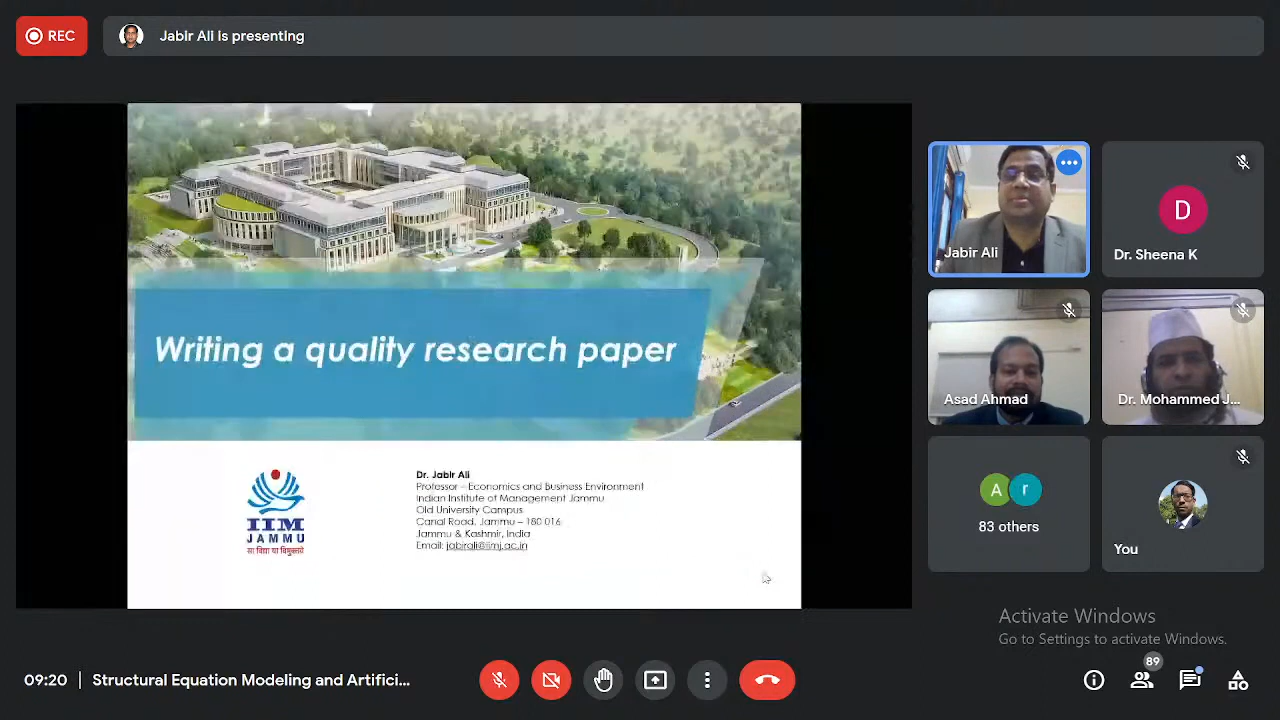 REC
Jabir Ali is presenting
Writing a quality research paper
IIM
JAMMU
सा विद्या या विमुक्तये
Dr. Jabir Ali
Professor – Economics and Business Environment
Indian Institute of Management Jammu
Old University Campus
Canal Road, Jammu – 180 016
Jammu & Kashmir, India
Email: jabirali@iimj.ac.in
Jabir Ali
D
Dr. Sheena K
Asad Ahmad
Dr. Mohammed J...
A
r
83 others
You
Activate Windows
Go to Settings to activate Windows.
09:20
Structural Equation Modeling and Artifici...
89